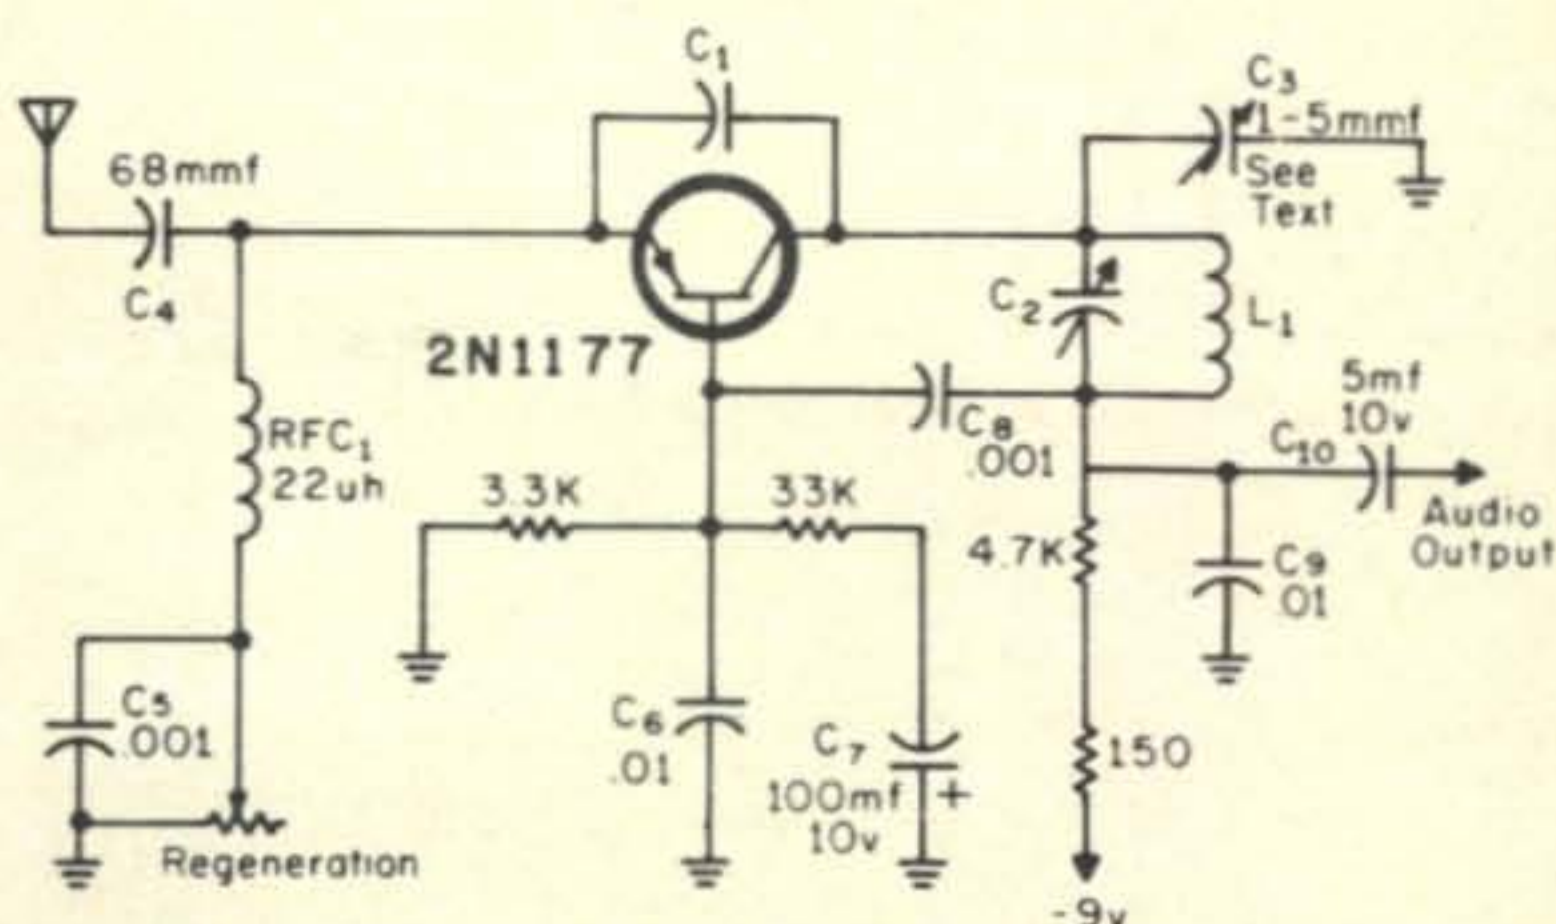 C1
C3
1-5mmf
See
Text
68mmf
C4
2N1177
C2
L1
RFC1
22uh
C8
.001
5mf
10v
C10
Audio
Output
3.3K
33K
4.7K
C9
.01
C5
.001
C6
.01
C7
100mf +
10v
150
Regeneration
-9v